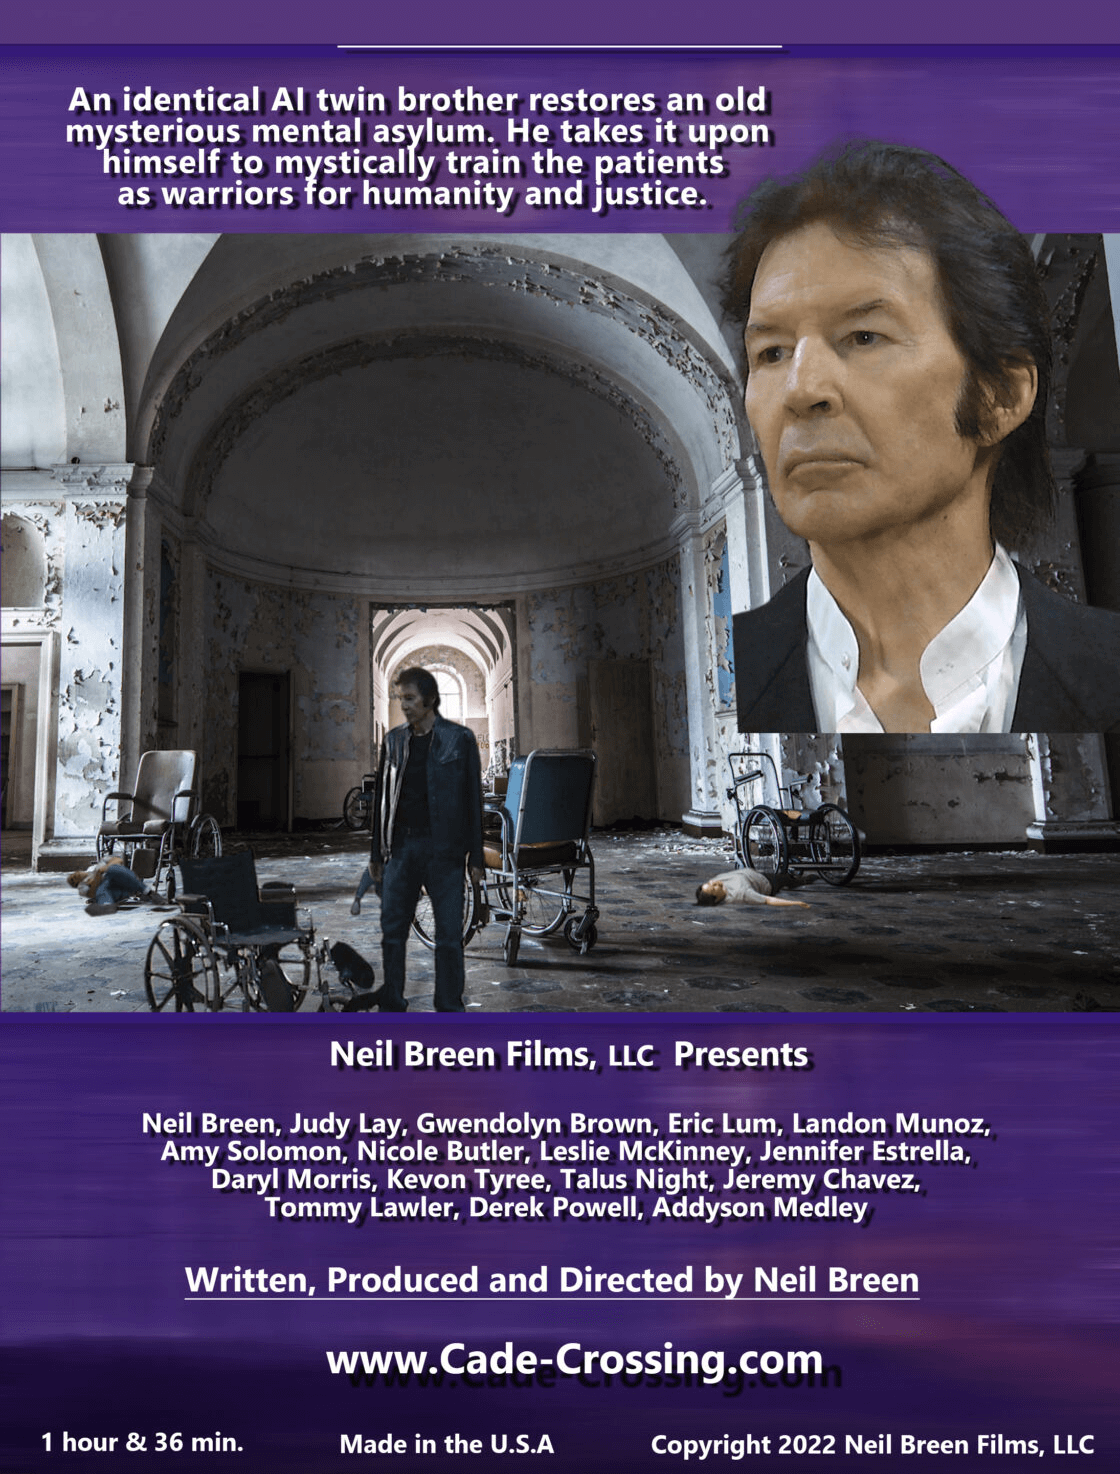 An identical AI twin brother restores an old
mysterious mental asylum. He takes it upon
himself to mystically train the patients
as warriors for humanity and justice.
Neil Breen Films, LLC Presents
Neil Breen, Judy Lay, Gwendolyn Brown, Eric Lum, Landon Munoz,
Amy Solomon, Nicole Butler, Leslie McKinney, Jennifer Estrella,
Daryl Morris, Kevon Tyree, Talus Night, Jeremy Chavez,
Tommy Lawler, Derek Powell, Addyson Medley
Written, Produced and Directed by Neil Breen
www.Cade-Crossing.com
1 hour & 36 min. Made in the U.S.A Copyright 2022 Neil Breen Films, LLC